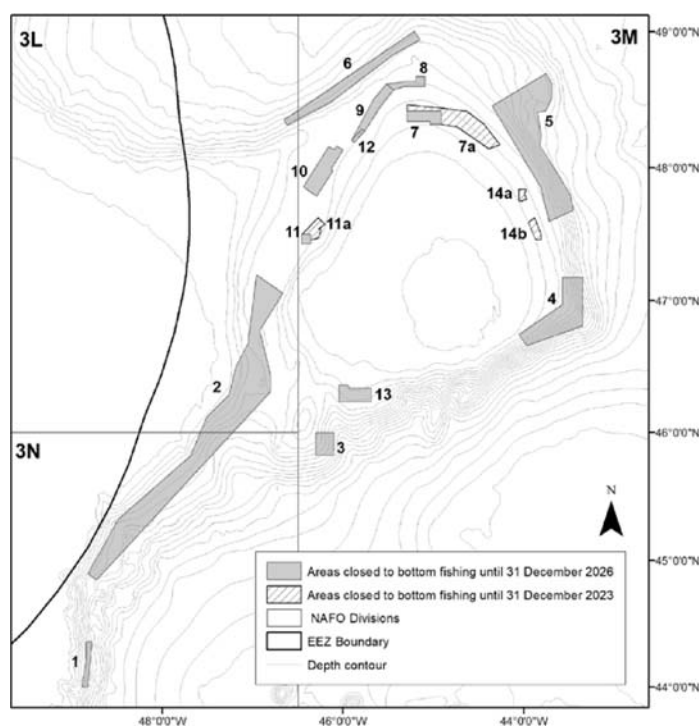 3L
3M
49°0'0"N
6
8
9
5
7
12
7a
48°0'0"N
10
14a
11
11a
14b
47°0'0"N
4
2
13
46°0'0"N
3N
3
N
45°0'0"N
Areas closed to bottom fishing until 31 December 2026
Areas closed to bottom fishing until 31 December 2023
NAFO Divisions
EEZ Boundary
Depth contour
1
44°0'0"N
48°0'0"W
46°0'0"W
44°0'0"W